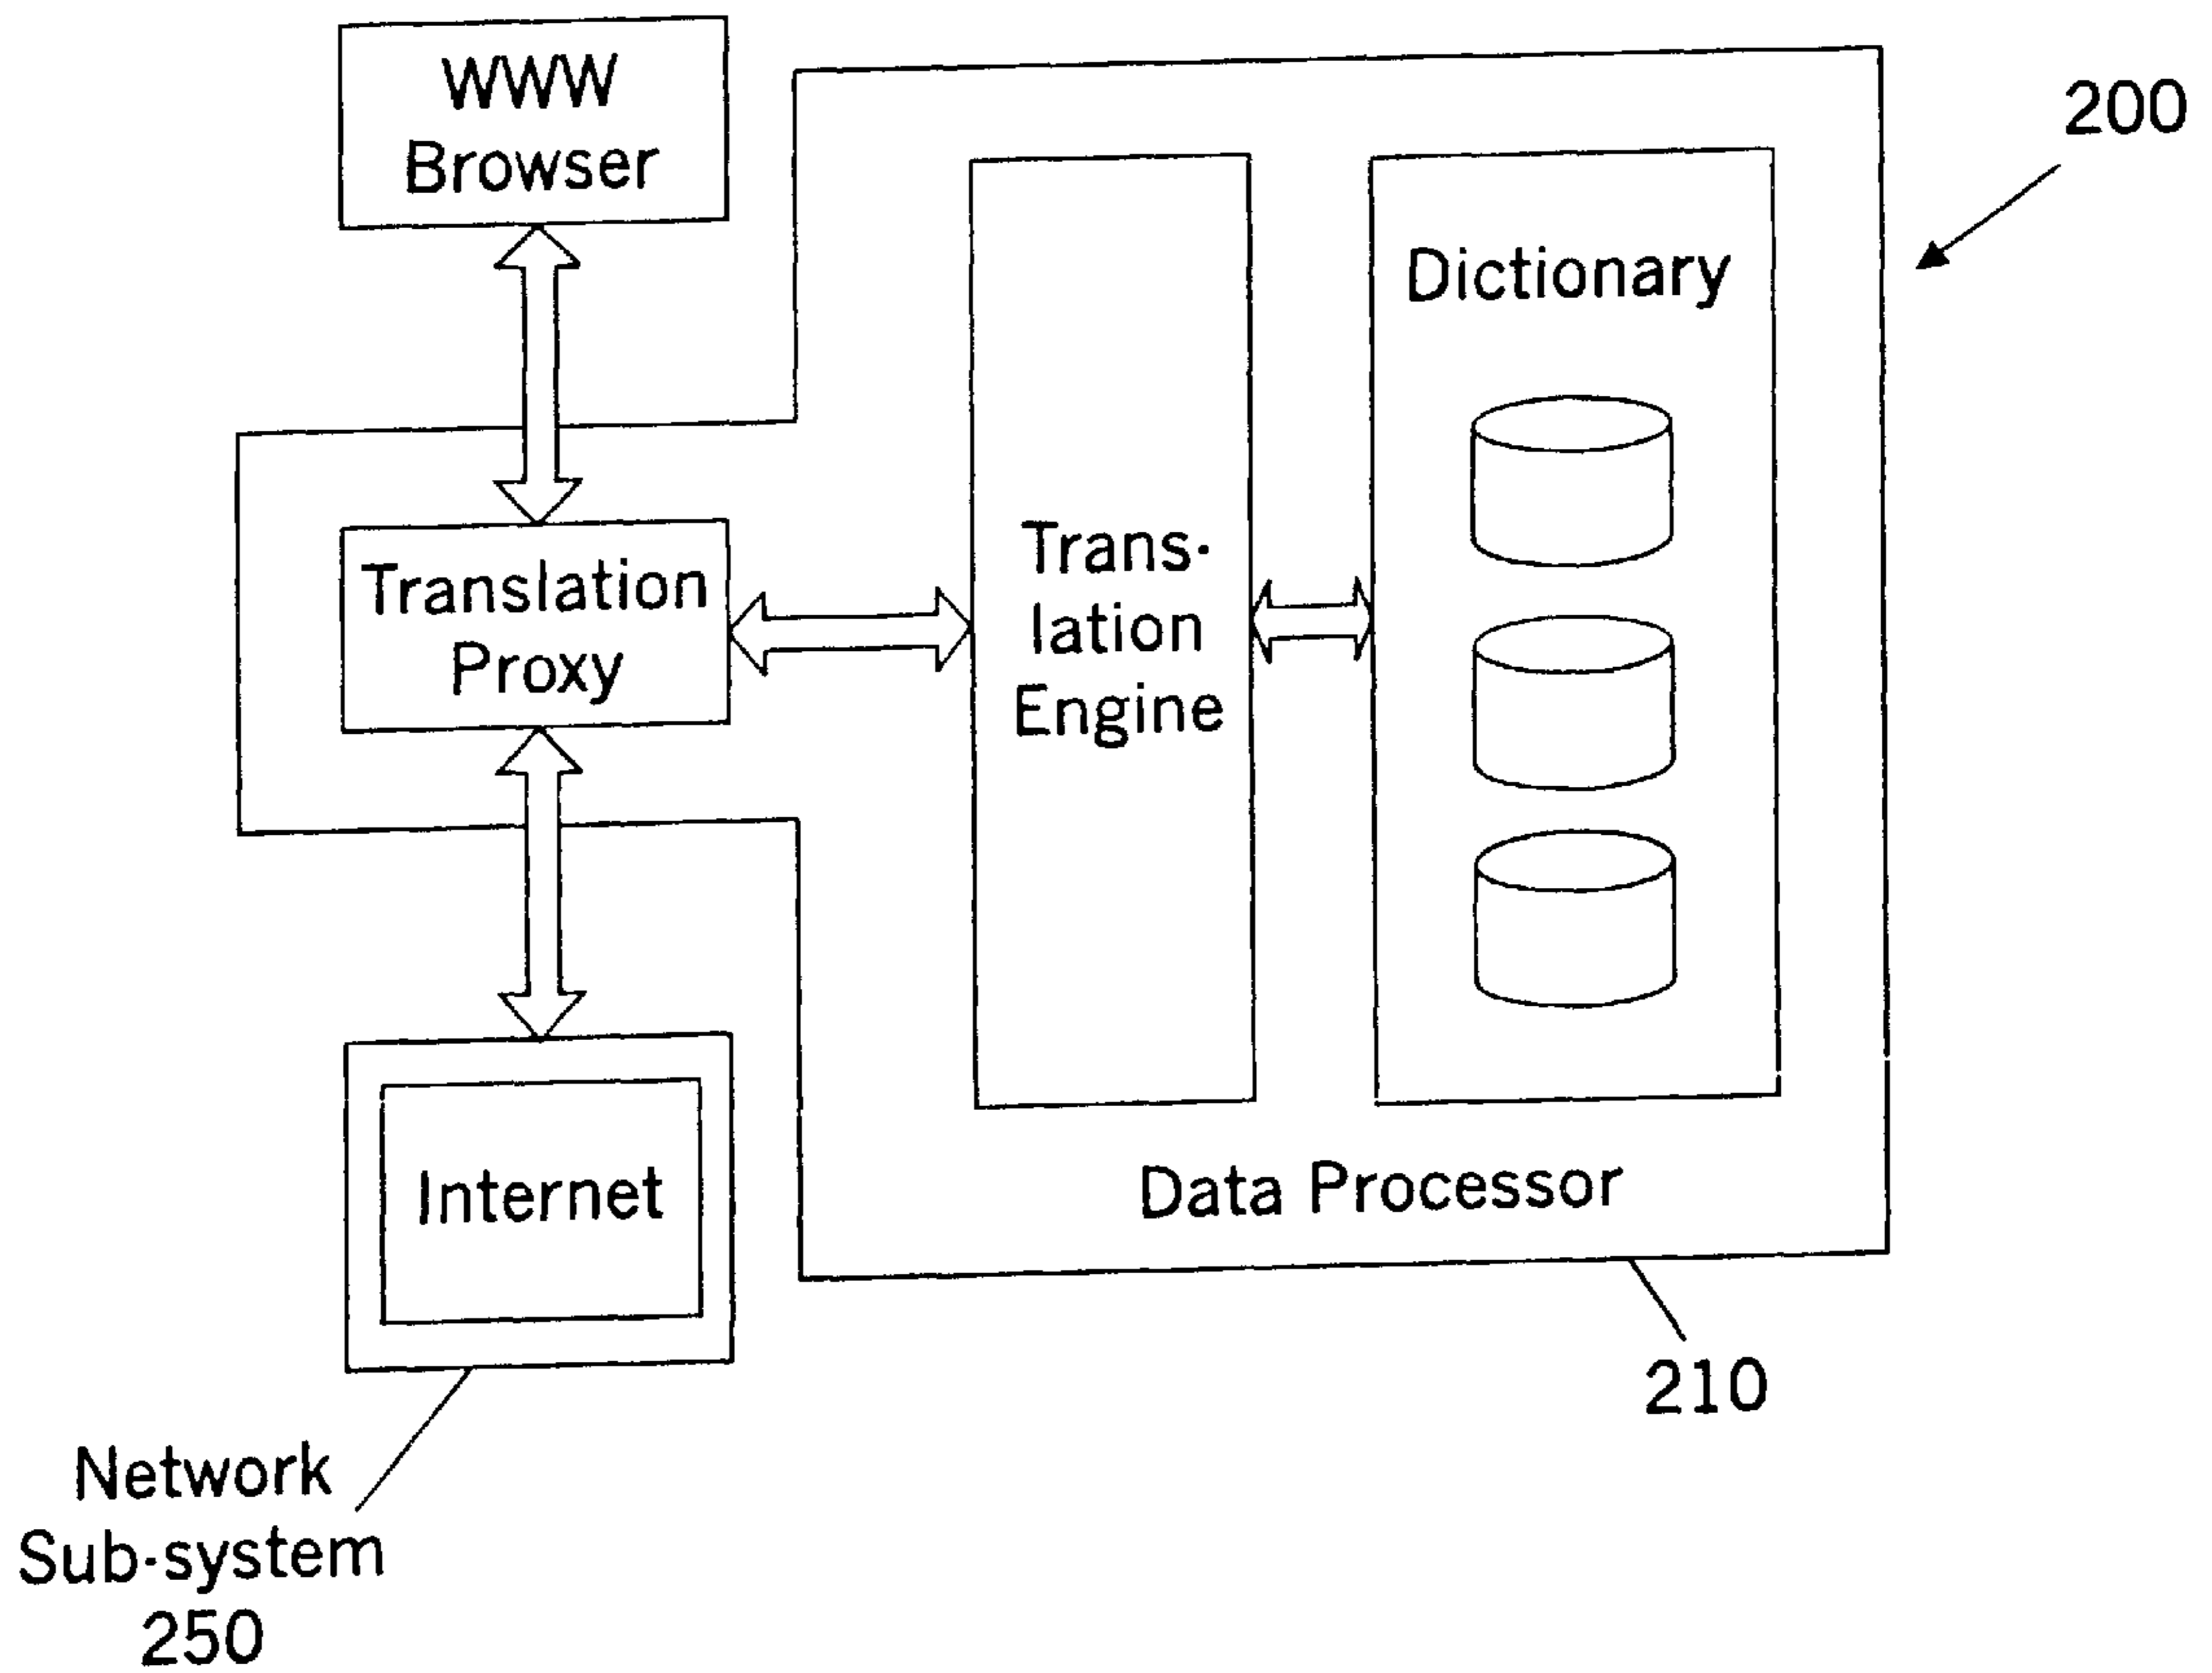 WWW
Browser
200
Dictionary
Translation
Proxy
Trans-
lation
Engine
Internet
Data Processor
210
Network
Sub-system
250